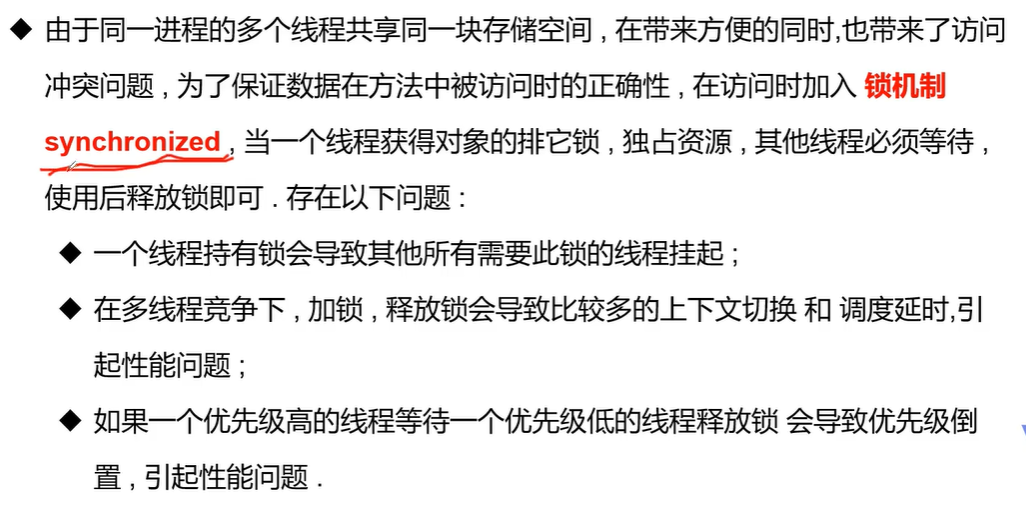 ◆ 由于同一进程的多个线程共享同一块存储空间 , 在带来方便的同时,也带来了访问
冲突问题 , 为了保证数据在方法中被访问时的正确性 , 在访问时加入 锁机制
synchronized , 当一个线程获得对象的排它锁 , 独占资源 , 其他线程必须等待 ,
使用后释放锁即可 . 存在以下问题 :
◆ 一个线程持有锁会导致其他所有需要此锁的线程挂起 ;
◆ 在多线程竞争下 , 加锁 , 释放锁会导致比较多的上下文切换 和 调度延时,引
起性能问题 ;
◆ 如果一个优先级高的线程等待一个优先级低的线程释放锁 会导致优先级倒
置 , 引起性能问题 .